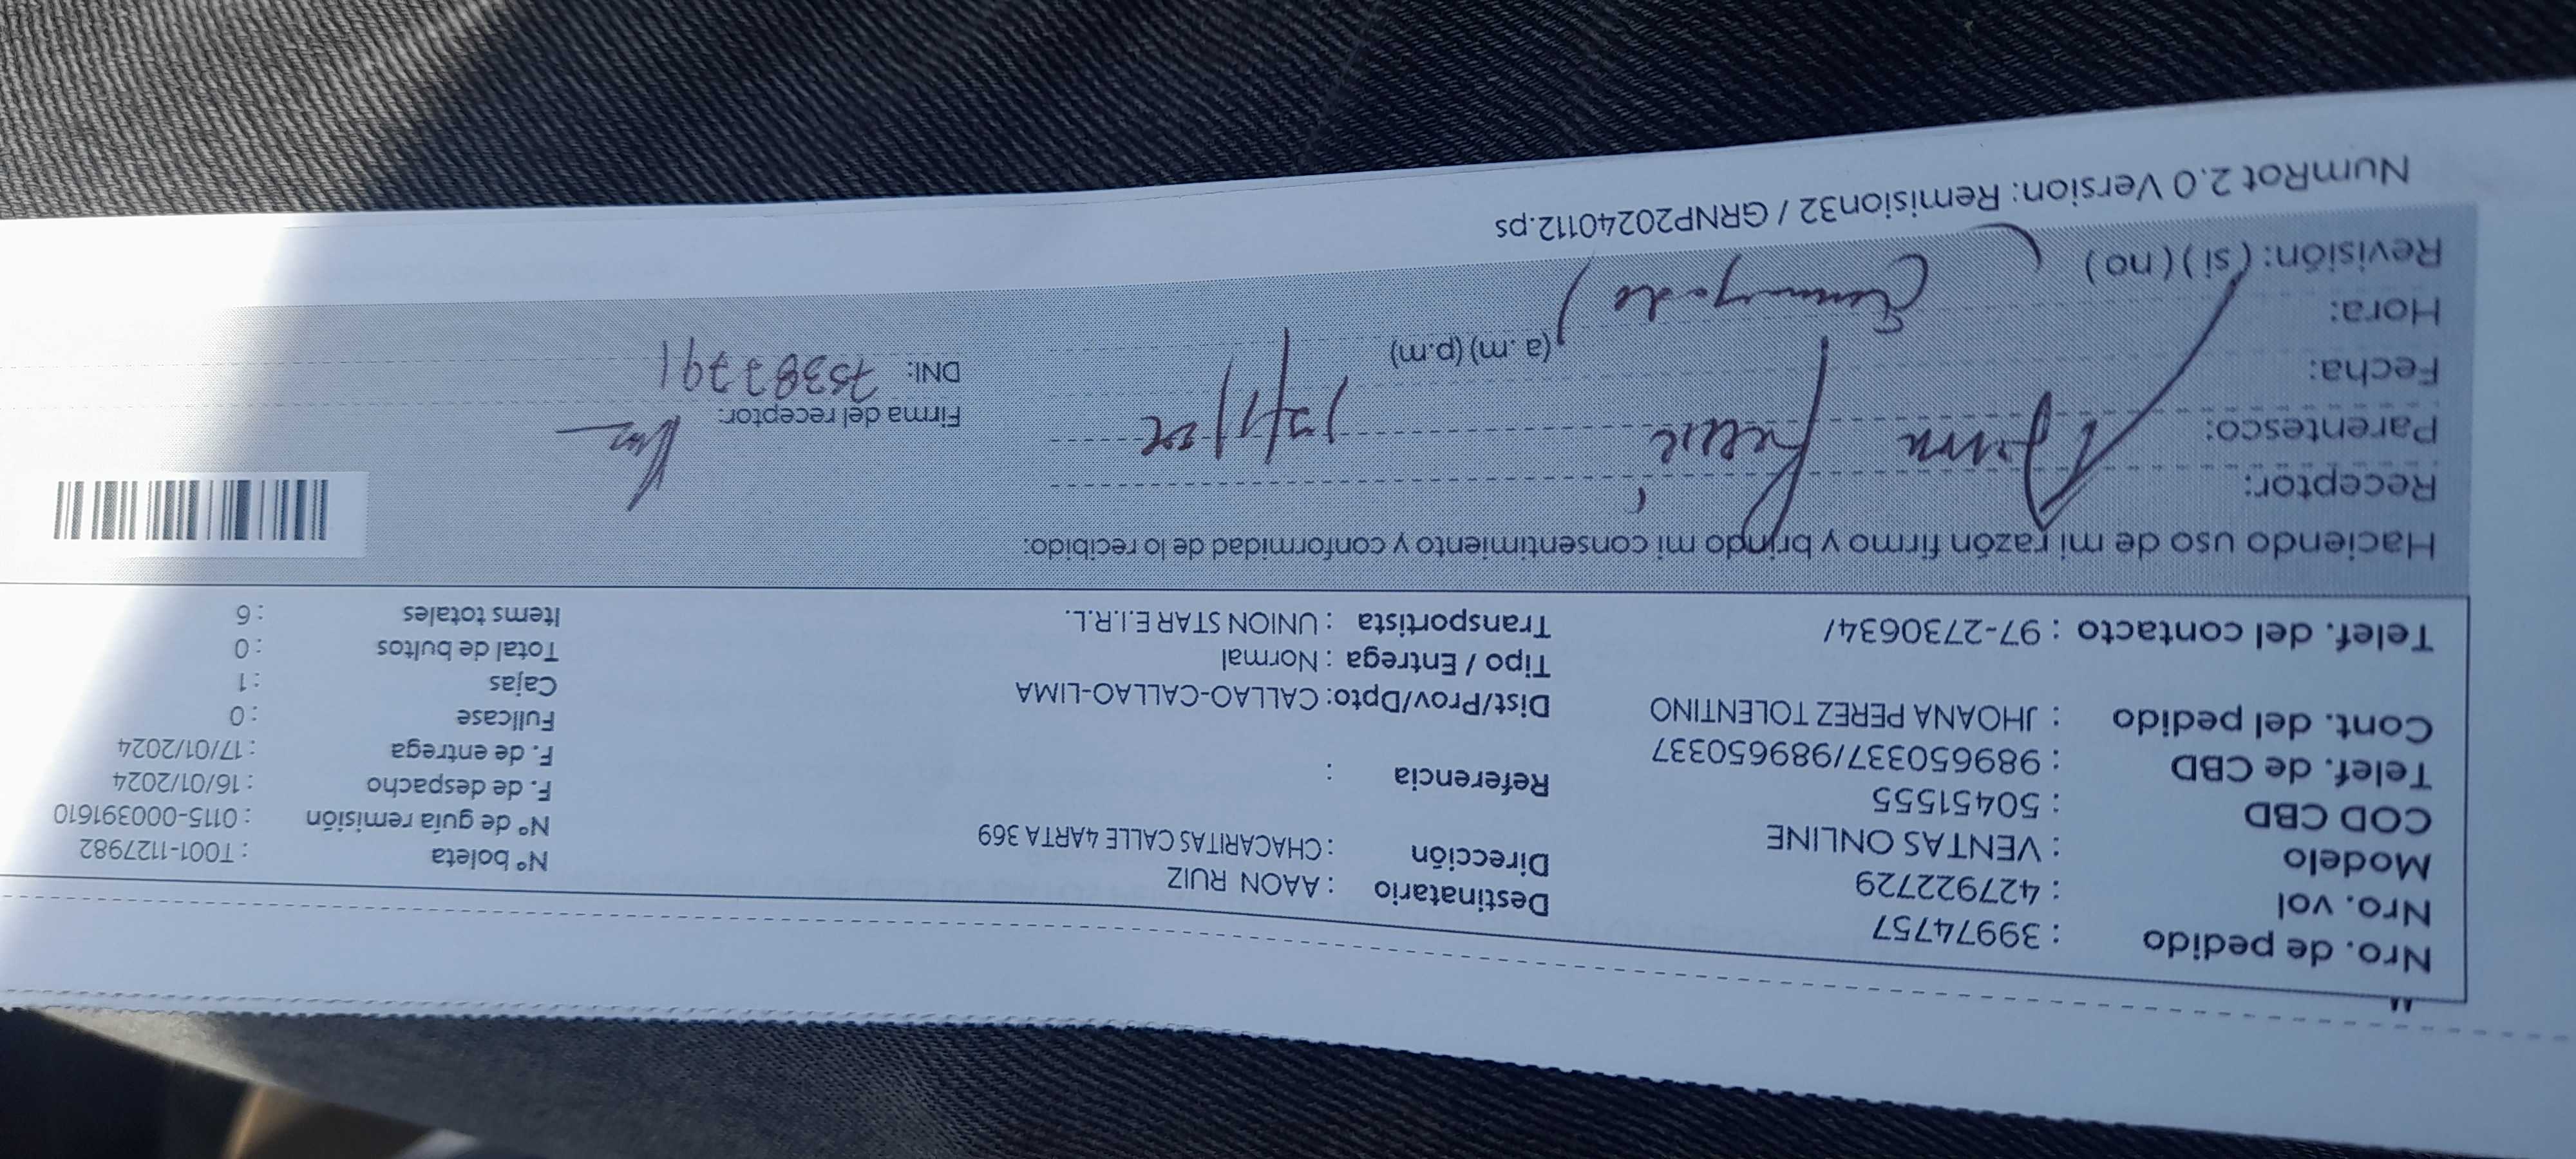 Nro. de pedido : 39974757
Nro. vol : 427922729
Modelo : VENTAS ONLINE
COD CBD : 50451555
Telef. de CBD : 989650337/989650337
Cont. del pedido : JHOANA PEREZ TOLENTINO
Telef. del contacto : 97-2730634/
Destinatario : AAON RUIZ
Dirección : CHACARITAS CALLE 4ARTA 369
Referencia :
Dist/Prov/Dpto: CALLAO-CALLAO-LIMA
Tipo / Entrega : Normal
Transportista : UNION STAR E.I.R.L.
N° boleta : T001-1127982
N° de guía remisión : 0115-000391610
F. de despacho : 16/01/2024
F. de entrega : 17/01/2024
Fullcase : 0
Cajas : 1
Total de bultos : 0
Items totales : 6
Haciendo uso de mi razón firmo y brindo mi consentimiento y conformidad de lo recibido:
Receptor:
Parentesco:
Fecha:
Hora: (a. m) (p.m)
Revisión: ( si ) ( no )
Firma del receptor:
DNI: 75387791
NumRot 2.0 Version: Remision32 / GRNP20240112.ps